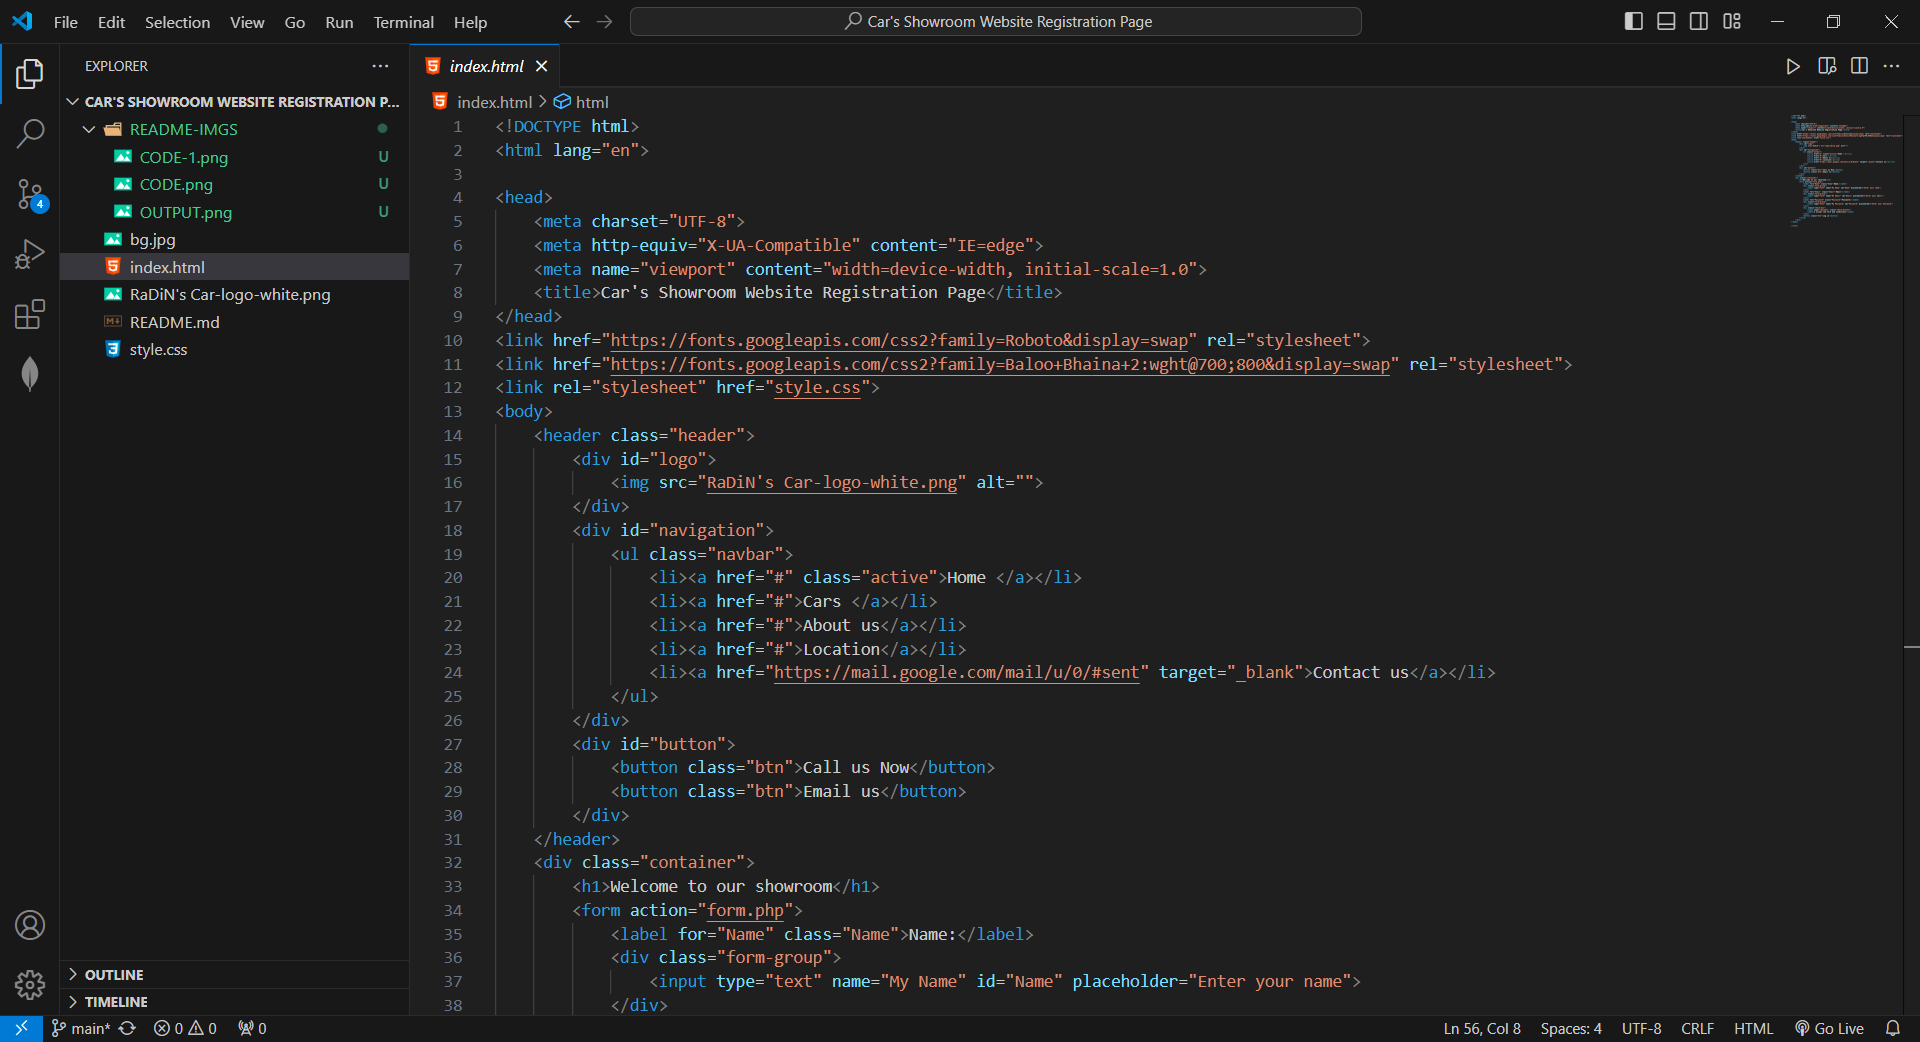 File Edit Selection View Go Run Terminal Help
Car's Showroom Website Registration Page
EXPLORER
CAR'S SHOWROOM WEBSITE REGISTRATION P...
README-IMGS
CODE-1.png U
CODE.png U
OUTPUT.png U
bg.jpg
index.html
RaDiN's Car-logo-white.png
README.md
style.css
4
OUTLINE
TIMELINE
index.html
index.html > html
1 <!DOCTYPE html>
2 <html lang="en">
3
4 <head>
5 <meta charset="UTF-8">
6 <meta http-equiv="X-UA-Compatible" content="IE=edge">
7 <meta name="viewport" content="width=device-width, initial-scale=1.0">
8 <title>Car's Showroom Website Registration Page</title>
9 </head>
10 <link href="https://fonts.googleapis.com/css2?family=Roboto&display=swap" rel="stylesheet">
11 <link href="https://fonts.googleapis.com/css2?family=Baloo+Bhaina+2:wght@700;800&display=swap" rel="stylesheet">
12 <link rel="stylesheet" href="style.css">
13 <body>
14 <header class="header">
15 <div id="logo">
16 <img src="RaDiN's Car-logo-white.png" alt="">
17 </div>
18 <div id="navigation">
19 <ul class="navbar">
20 <li><a href="#" class="active">Home </a></li>
21 <li><a href="#">Cars </a></li>
22 <li><a href="#">About us</a></li>
23 <li><a href="#">Location</a></li>
24 <li><a href="https://mail.google.com/mail/u/0/#sent" target="_blank">Contact us</a></li>
25 </ul>
26 </div>
27 <div id="button">
28 <button class="btn">Call us Now</button>
29 <button class="btn">Email us</button>
30 </div>
31 </header>
32 <div class="container">
33 <h1>Welcome to our showroom</h1>
34 <form action="form.php">
35 <label for="Name" class="Name">Name:</label>
36 <div class="form-group">
37 <input type="text" name="My Name" id="Name" placeholder="Enter your name">
38 </div>
main* 0 0 0
Ln 56, Col 8 Spaces: 4 UTF-8 CRLF HTML Go Live